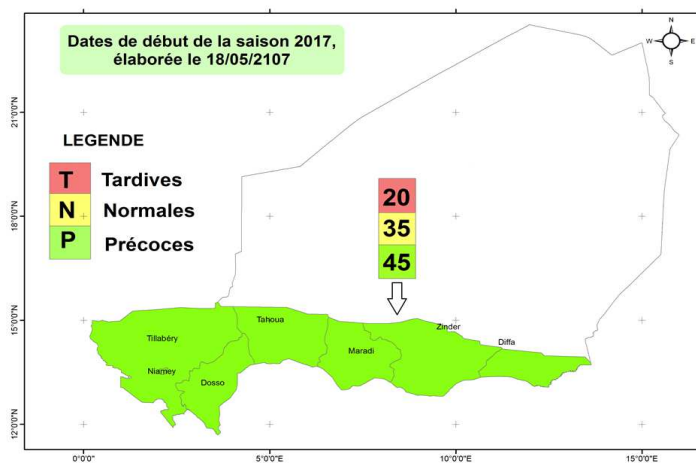 Dates de début de la saison 2017,
élaborée le 18/05/2107
N
W E
S
21°0'0"N
18°0'0"N
15°0'0"N
12°0'0"N
LEGENDE
T Tardives
N Normales
P Précoces
20
35
45
Tillabéry
Tahoua
Zinder
Maradi
Diffa
Niamey
Dosso
0°0'0"
5°0'0"E
10°0'0"E
15°0'0"E